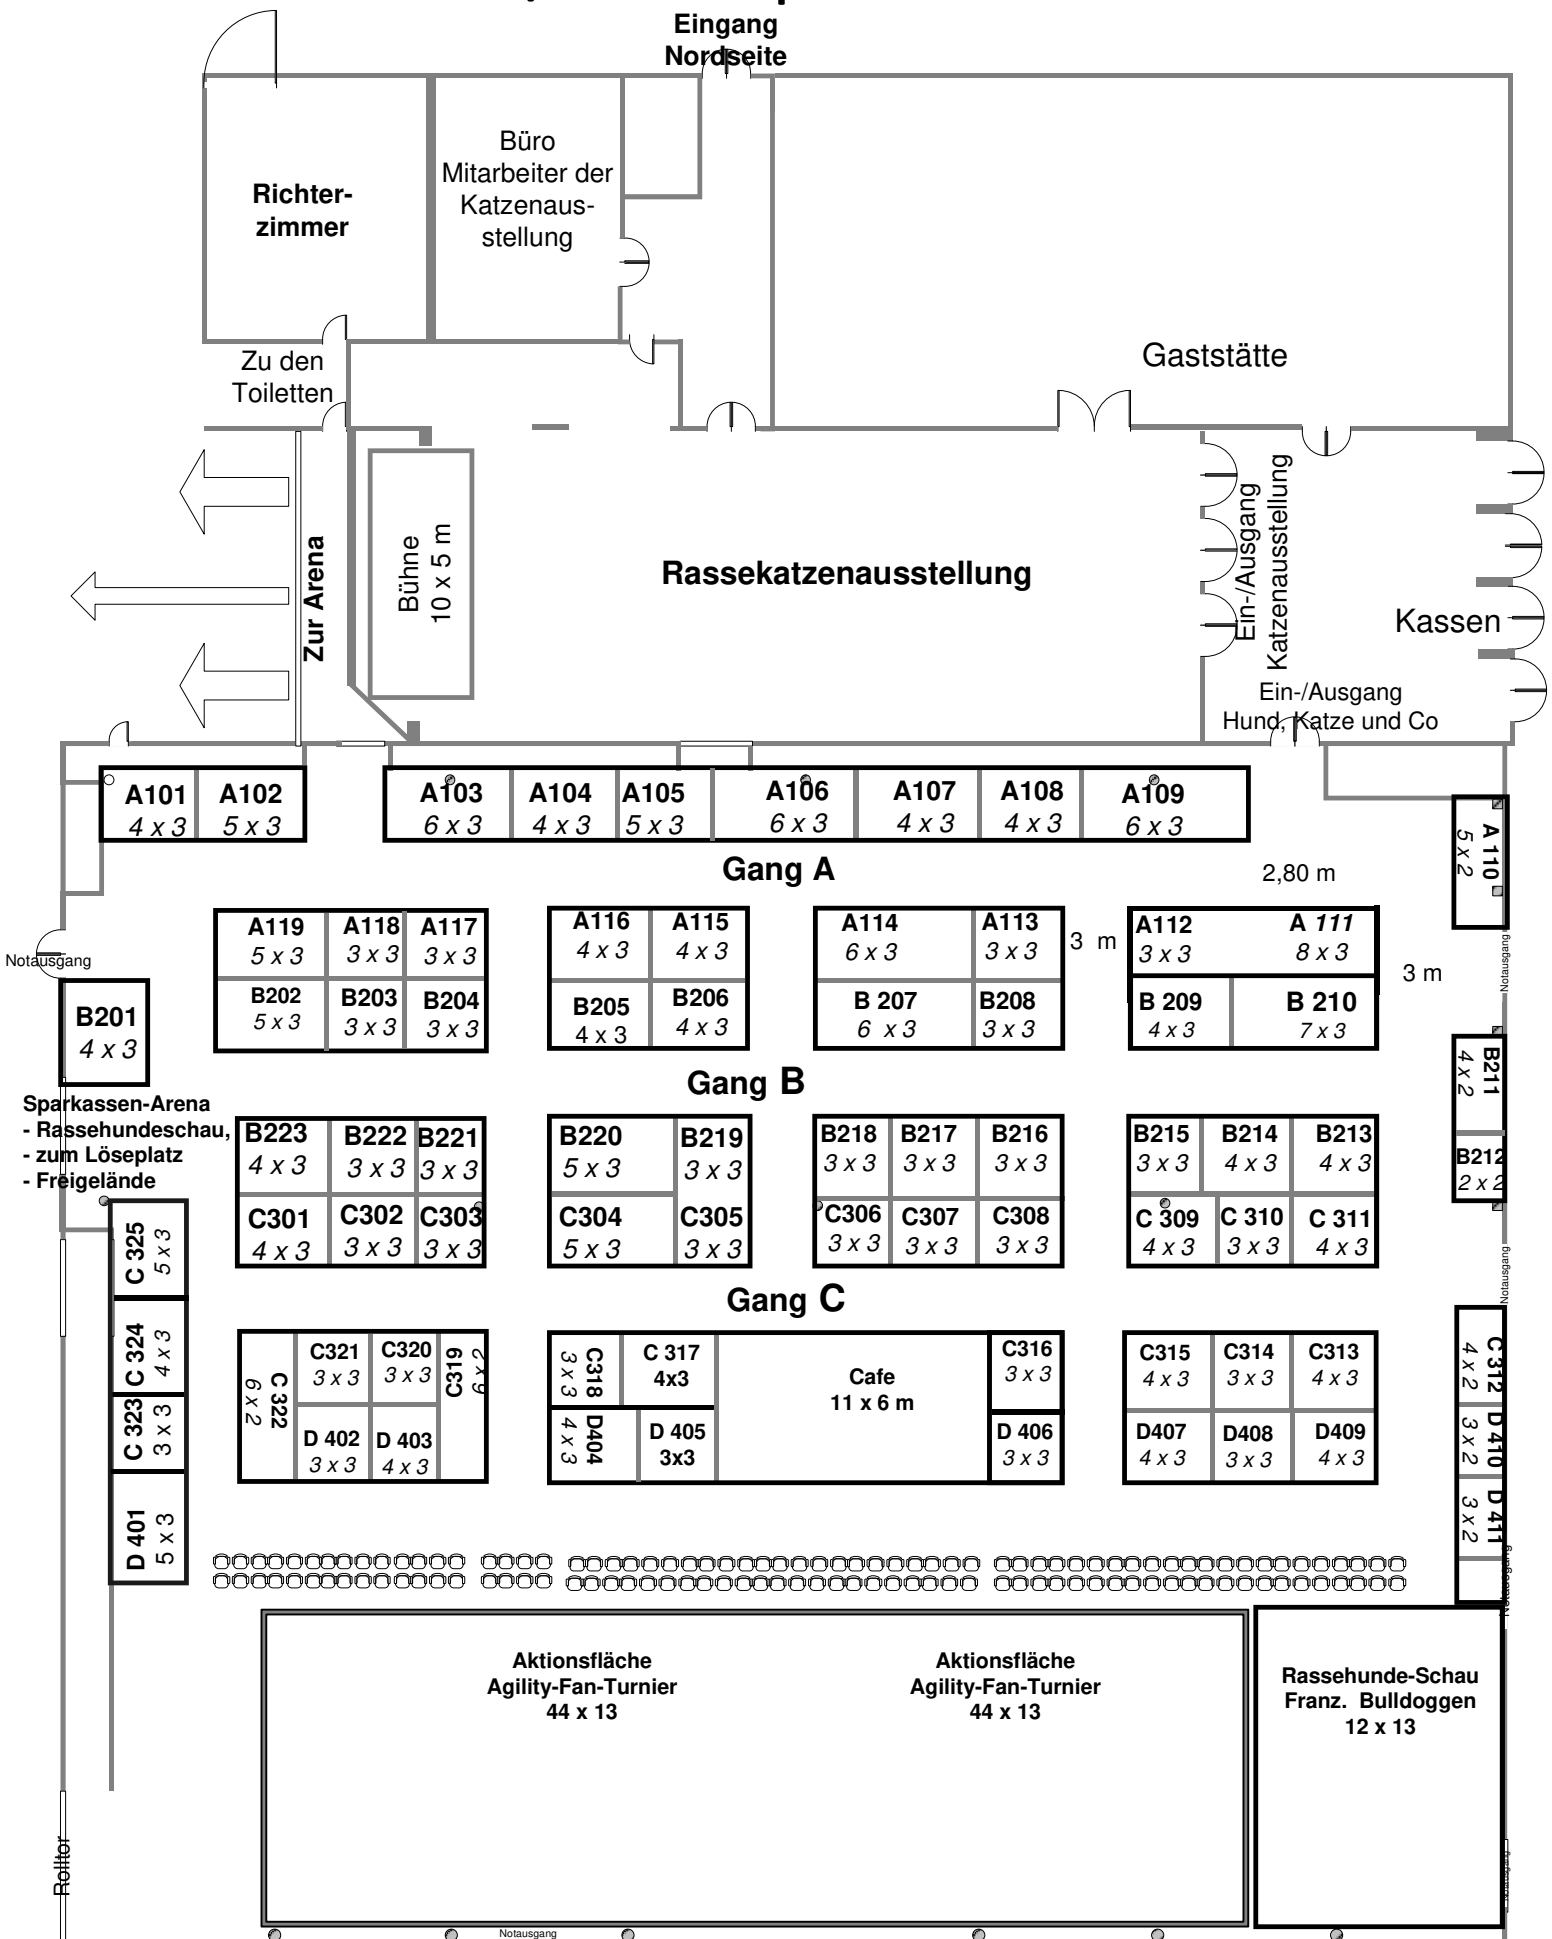 Eingang
Nordseite
Büro
Mitarbeiter der
Katzenaus-
stellung
Richter-
zimmer
Zu den
Toiletten
Gaststätte
Zur Arena
Bühne
10 x 5 m
Rassekatzenausstellung
Ein-/Ausgang
Katzenausstellung
Kassen
Ein-/Ausgang
Hund, Katze und Co
A101
4 x 3
A102
5 x 3
A103
6 x 3
A104
4 x 3
A105
5 x 3
A106
6 x 3
A107
4 x 3
A108
4 x 3
A109
6 x 3
A 110
5 x 2
Gang A
2,80 m
A119
5 x 3
A118
3 x 3
A117
3 x 3
A116
4 x 3
A115
4 x 3
A114
6 x 3
A113
3 x 3
3 m
A112
3 x 3
A 111
8 x 3
3 m
Notausgang
Notausgang
B201
4 x 3
B202
5 x 3
B203
3 x 3
B204
3 x 3
B205
4 x 3
B206
4 x 3
B 207
6 x 3
B208
3 x 3
B 209
4 x 3
B 210
7 x 3
B211
4 x 2
B212
2 x 2
Gang B
Sparkassen-Arena
- Rassehundeschau,
- zum Löseplatz
- Freigelände
B223
4 x 3
B222
3 x 3
B221
3 x 3
B220
5 x 3
B219
3 x 3
B218
3 x 3
B217
3 x 3
B216
3 x 3
B215
3 x 3
B214
4 x 3
B213
4 x 3
C301
4 x 3
C302
3 x 3
C303
3 x 3
C304
5 x 3
C305
3 x 3
C306
3 x 3
C307
3 x 3
C308
3 x 3
C 309
4 x 3
C 310
3 x 3
C 311
4 x 3
Notausgang
C 325
5 x 3
C 324
4 x 3
C 323
3 x 3
D 401
5 x 3
Gang C
C 322
6 x 2
C321
3 x 3
C320
3 x 3
C319
6 x 2
C318
3 x 3
C 317
4x3
Cafe
11 x 6 m
C316
3 x 3
C315
4 x 3
C314
3 x 3
C313
4 x 3
C 312
4 x 2
D 402
3 x 3
D 403
4 x 3
D404
4 x 3
D 405
3x3
D 406
3 x 3
D407
4 x 3
D408
3 x 3
D409
4 x 3
D 410
3 x 2
D 411
3 x 2
Notausgang
Aktionsfläche
Agility-Fan-Turnier
44 x 13
Aktionsfläche
Agility-Fan-Turnier
44 x 13
Rassehunde-Schau
Franz. Bulldoggen
12 x 13
Rolltor
Notausgang
Notausgang